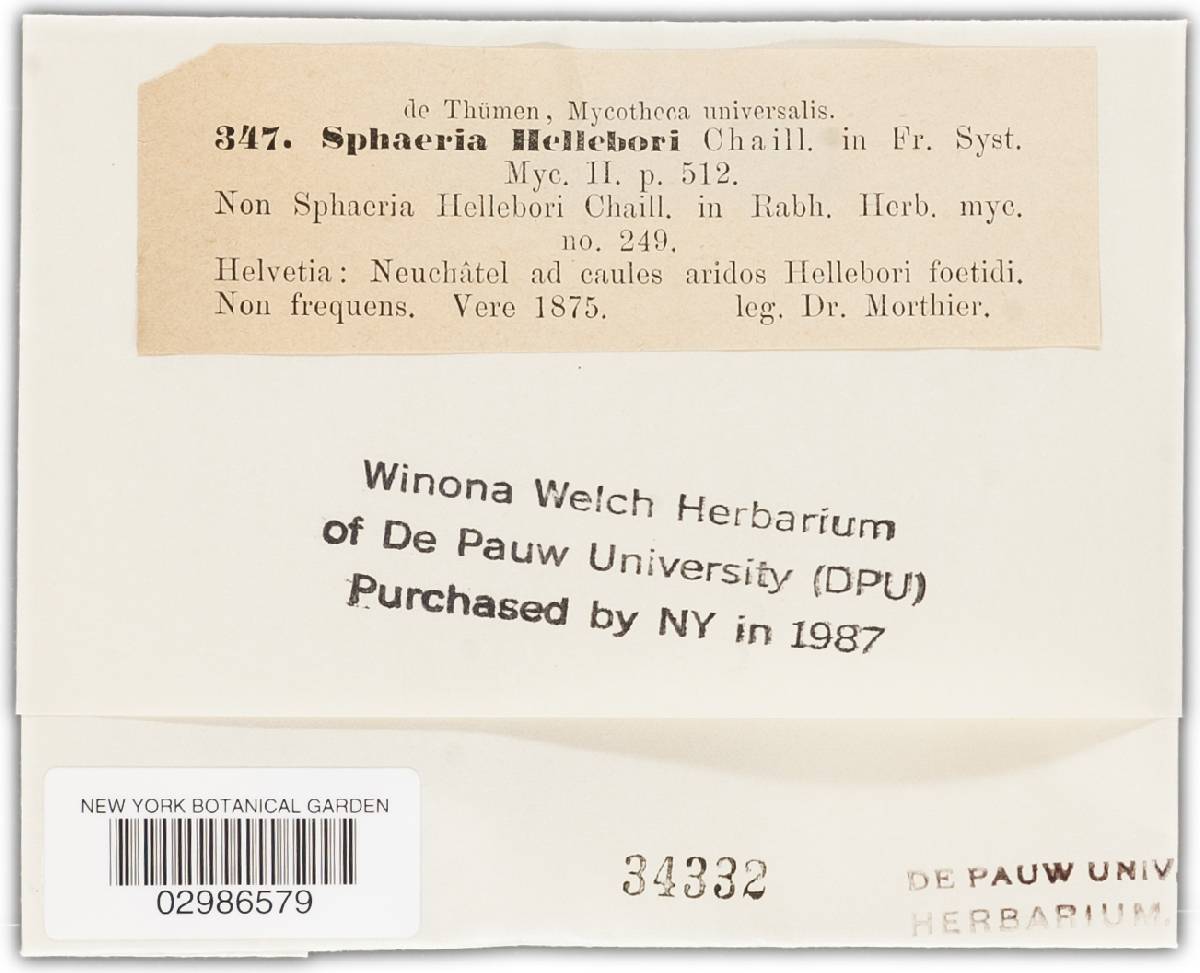 de Thümen, Mycotheca universalis.
347. Sphaeria Hellebori Chaill. in Fr. Syst.
Myc. II. p. 512.
Non Sphaeria Hellebori Chaill. in Rabh. Herb. myc.
no. 249.
Helvetia: Neuchâtel ad caules aridos Hellebori foetidi.
Non frequens. Vere 1875. leg. Dr. Morthier.
Winona Welch Herbarium
of De Pauw University (DPU)
Purchased by NY in 1987
NEW YORK BOTANICAL GARDEN
02986579
34332
DE PAUW UNIV
HERBARIUM.